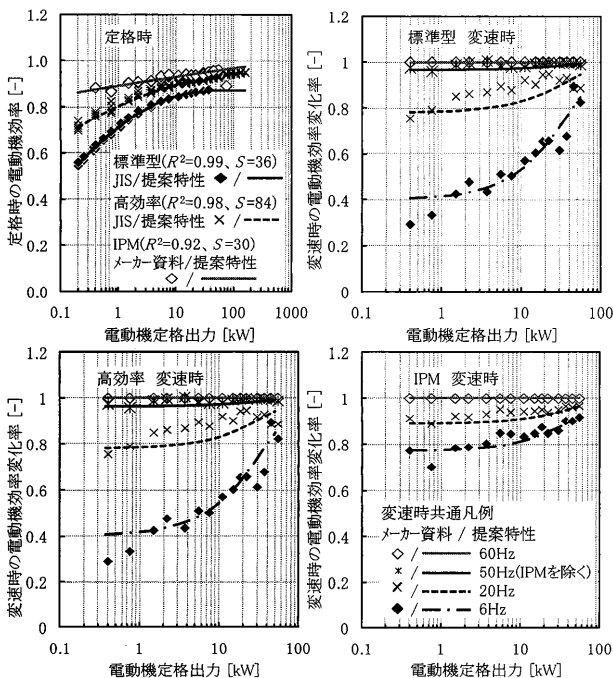 定格時
定格時の電動機効率 [-]
1.2
1.0
0.8
0.6
0.4
0.2
0.0
標準型(R²=0.99、S=36)
JIS/提案特性 ◆ / ―
高効率(R²=0.98、S=84)
JIS/提案特性 × / ----
IPM(R²=0.92、S=30)
メーカー資料/提案特性
◇ / ―
0.1 1 10 100 1000
電動機定格出力 [kW]
標準型 変速時
変速時の電動機効率変化率 [-]
1.2
1
0.8
0.6
0.4
0.2
0
0.1 1 10 100
電動機定格出力 [kW]
高効率 変速時
変速時の電動機効率変化率 [-]
1.2
1
0.8
0.6
0.4
0.2
0
0.1 1 10 100
電動機定格出力 [kW]
IPM 変速時
変速時の電動機効率変化率 [-]
1.2
1
0.8
0.6
0.4
0.2
0
変速時共通凡例
メーカー資料 / 提案特性
◇ / ― 60Hz
* / ― 50Hz(IPMを除く)
× / ---- 20Hz
◆ / ―・― 6Hz
0.1 1 10 100
電動機定格出力 [kW]